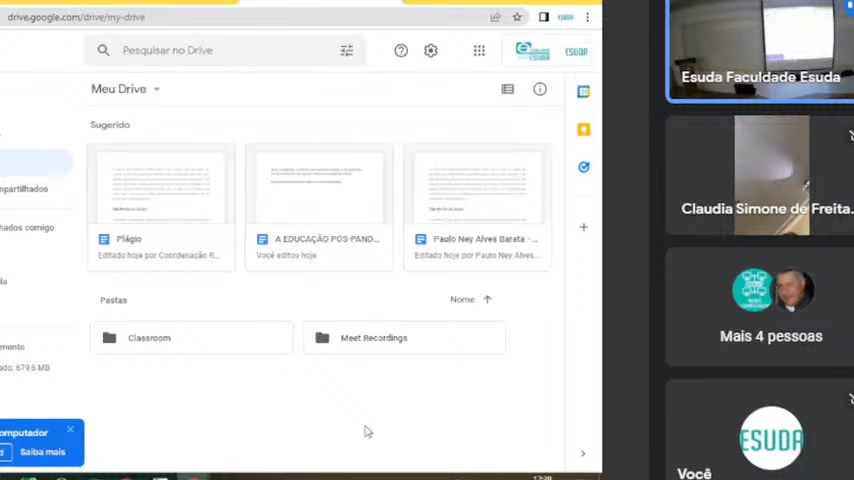 drive.google.com/drive/my-drive
Pesquisar no Drive
ESUDA
ESUDA
Meu Drive
Sugerido
Plágio
Editado hoje por Coordenação R...
A EDUCAÇÃO PÓS-PAND...
Você editou hoje
Paulo Ney Alves Barata - ...
Editado hoje por Paulo Ney Alves...
mpartilhados
hados comigo
Pastas
Nome
Classroom
Meet Recordings
mento
do: 679,6 MB
omputador
Saiba mais
Esuda Faculdade Esuda
Claudia Simone de Freita...
Mais 4 pessoas
ESUDA
Você